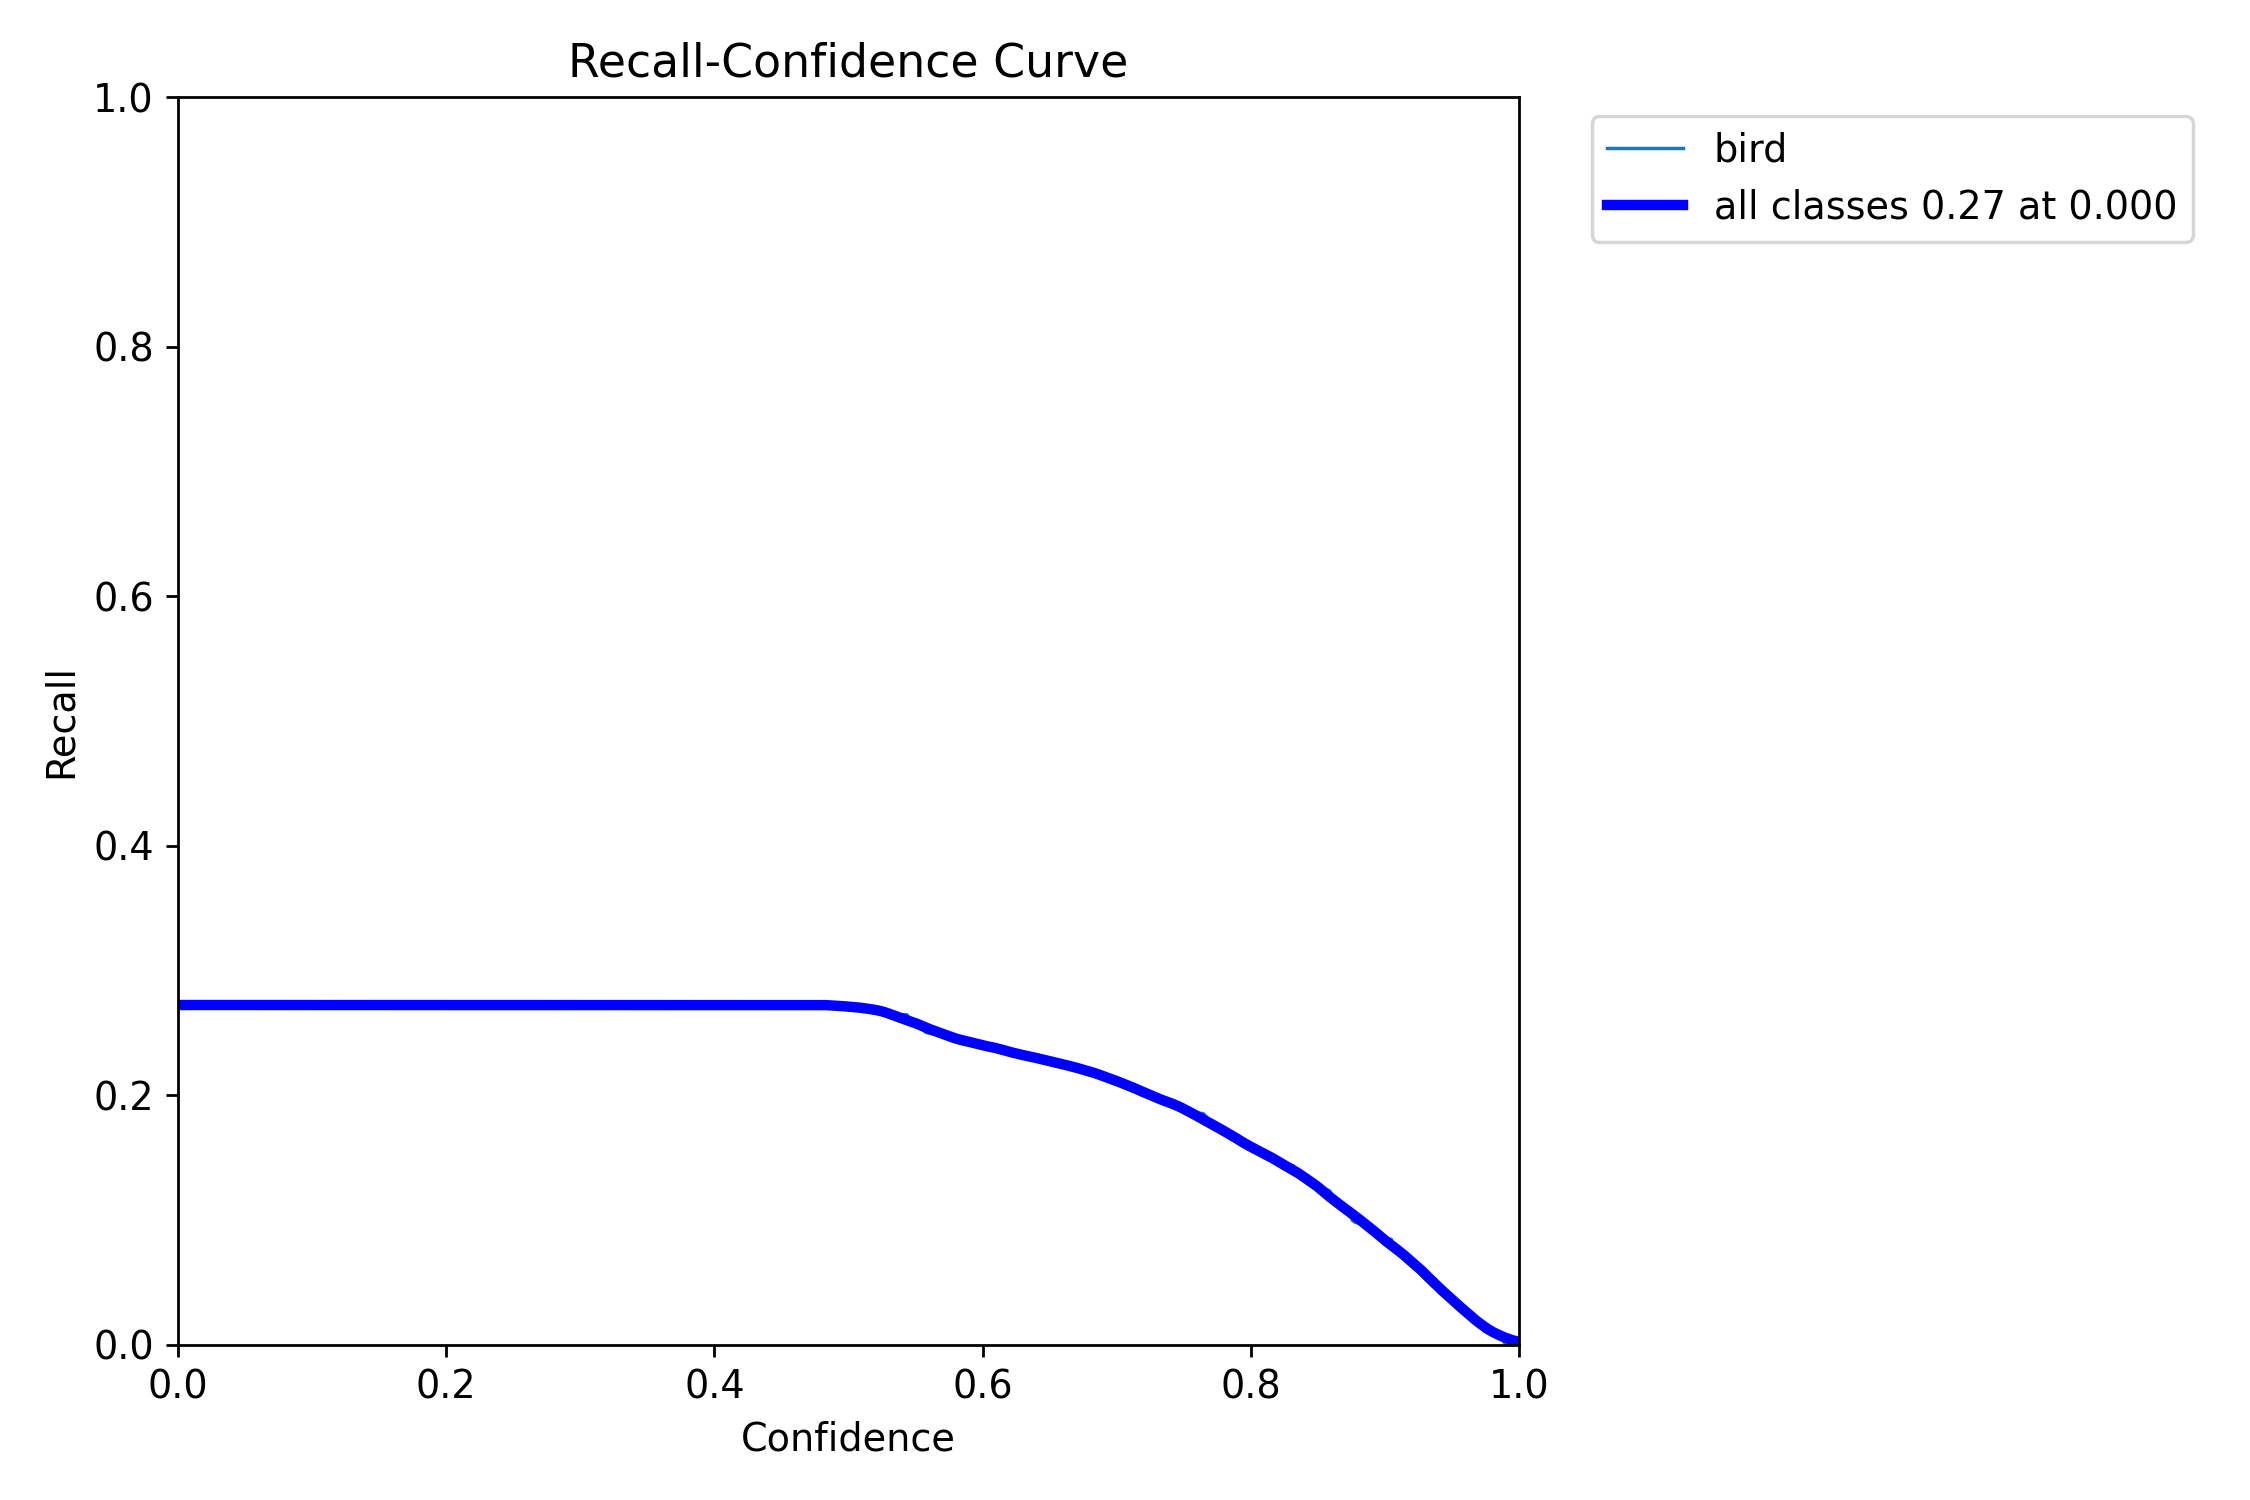 Recall-Confidence Curve
1.0
0.8
0.6
0.4
0.2
0.0
Recall
0.0 0.2 0.4 0.6 0.8 1.0
Confidence
bird
all classes 0.27 at 0.000